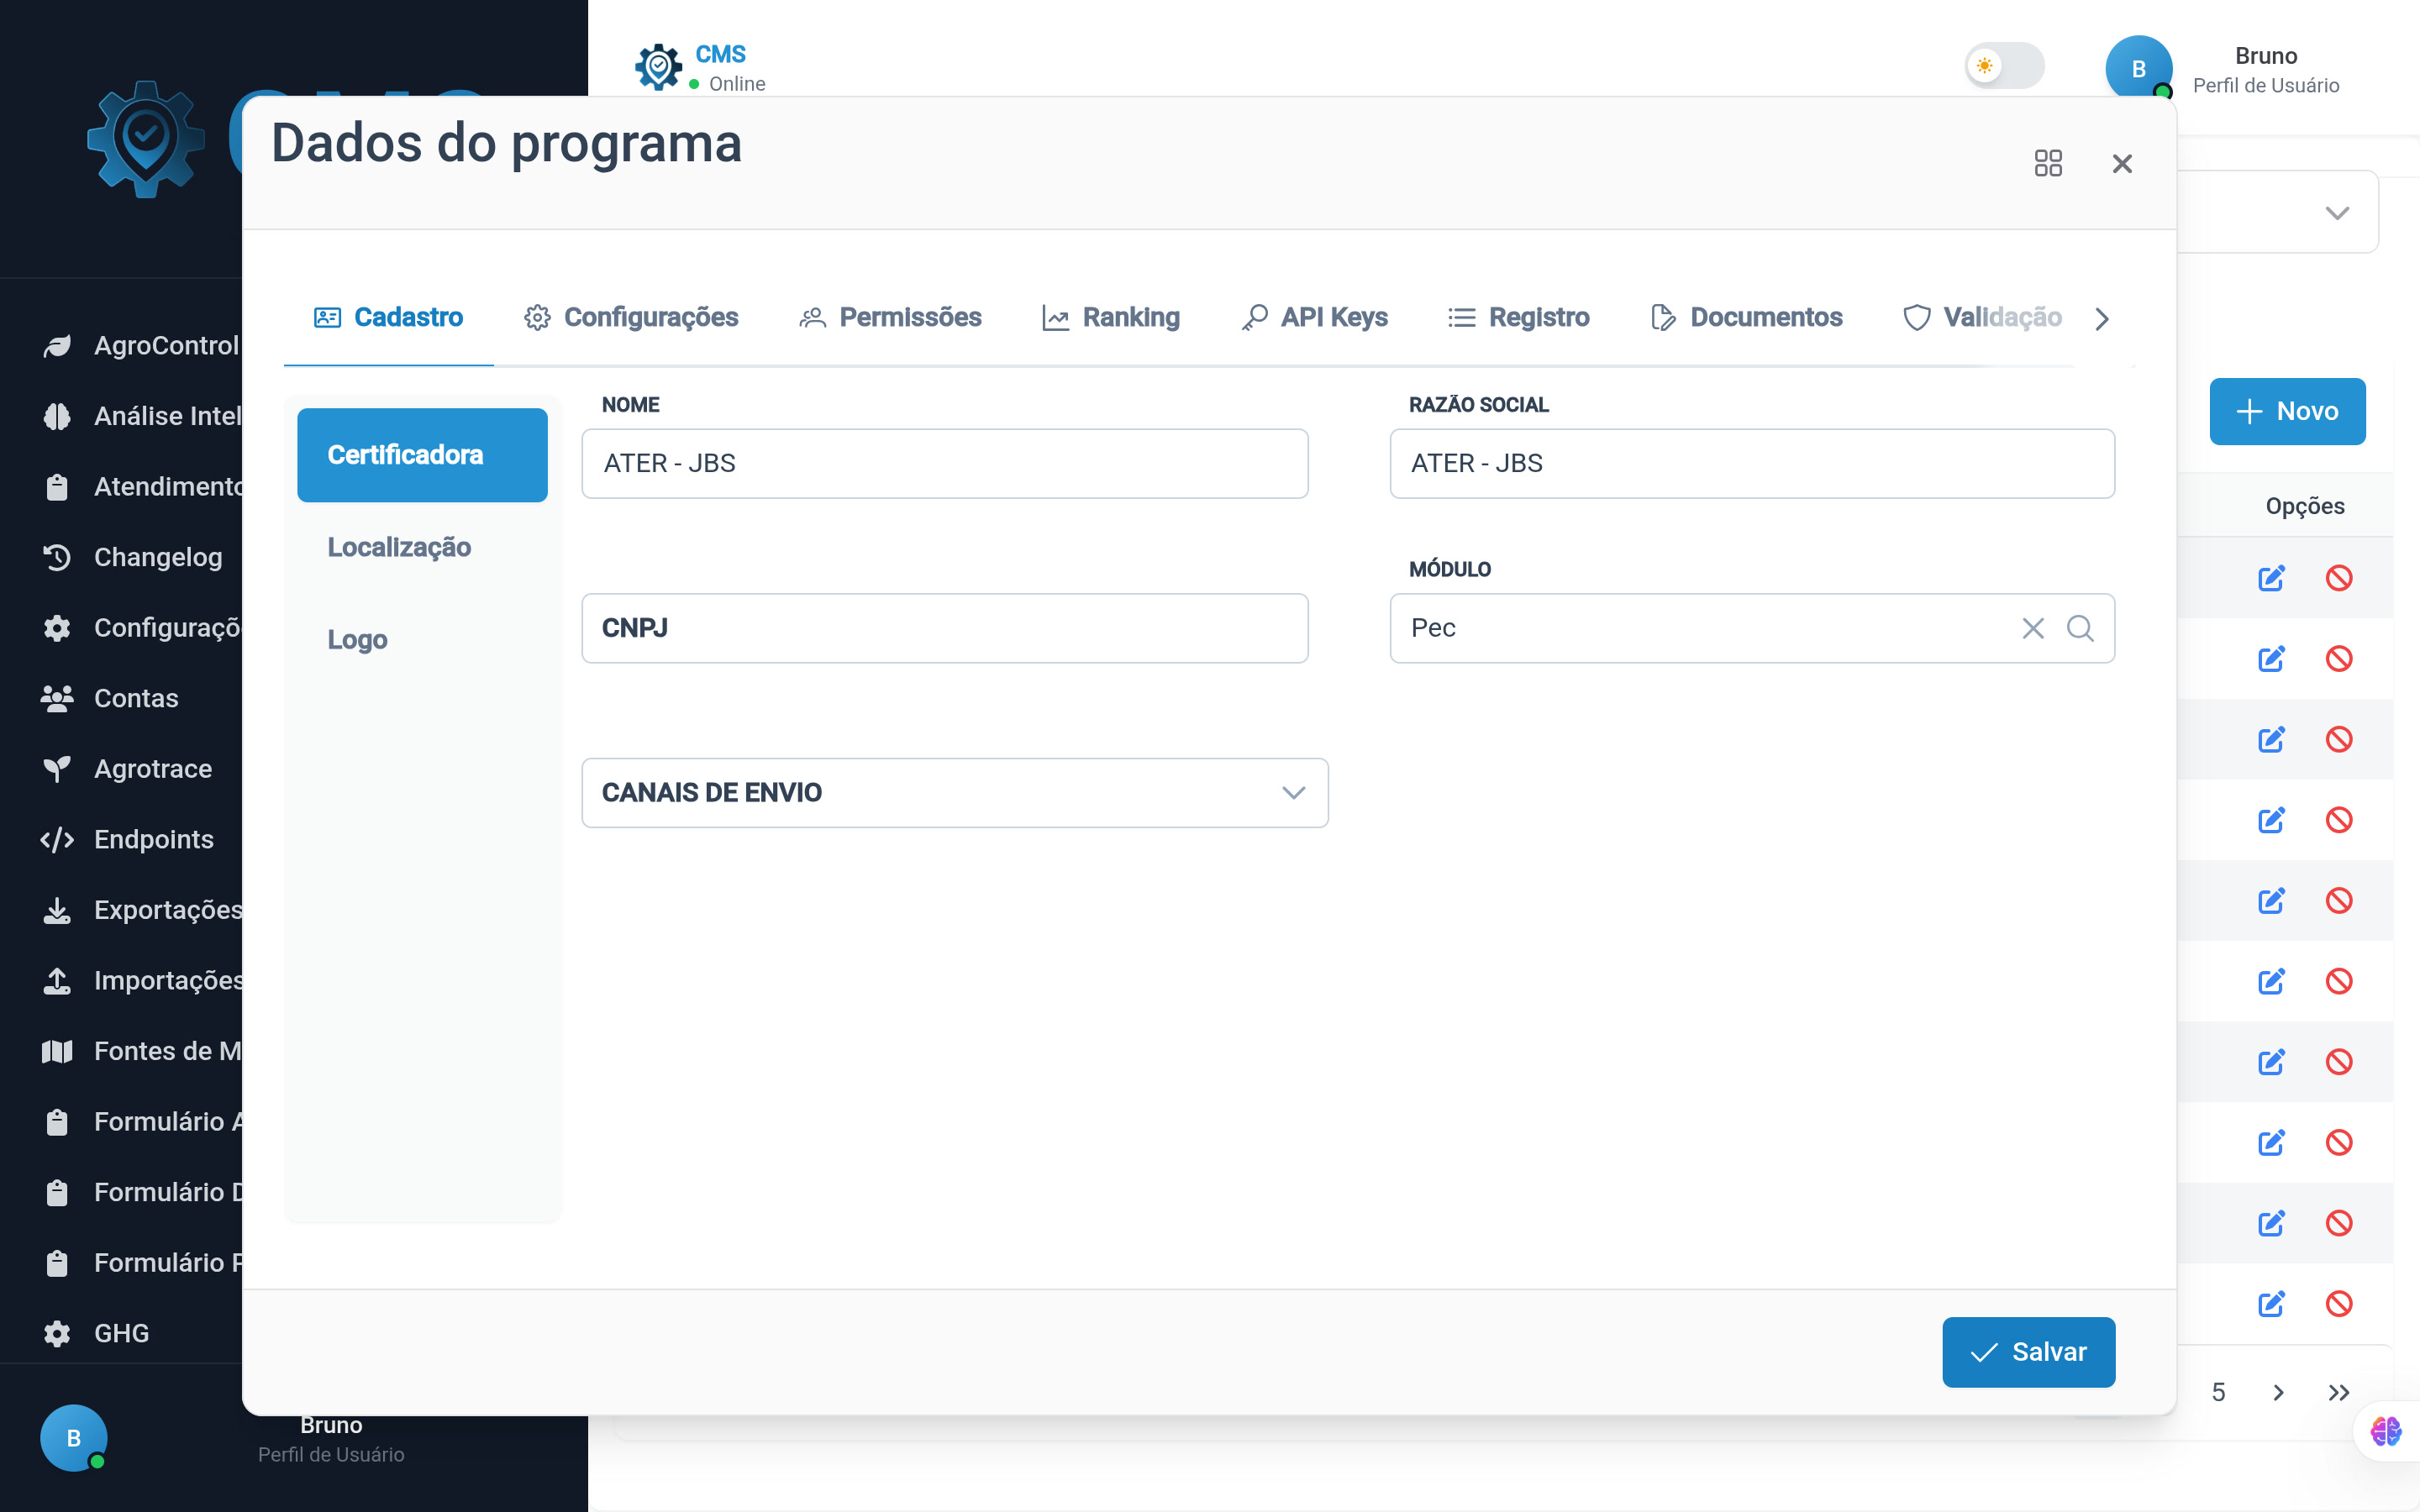 CMS
Online
Bruno
Perfil de Usuário
B
Dados do programa
Cadastro
Configurações
Permissões
Ranking
API Keys
Registro
Documentos
Validação
Certificadora
Localização
Logo
NOME
ATER - JBS
RAZÃO SOCIAL
ATER - JBS
CNPJ
MÓDULO
Pec
CANAIS DE ENVIO
Salvar
Novo
Opções
5
AgroControl
Análise Intel
Atendimento
Changelog
Configuraçõ
Contas
Agrotrace
Endpoints
Exportações
Importações
Fontes de M
Formulário A
Formulário D
Formulário P
GHG
B
Bruno
Perfil de Usuário